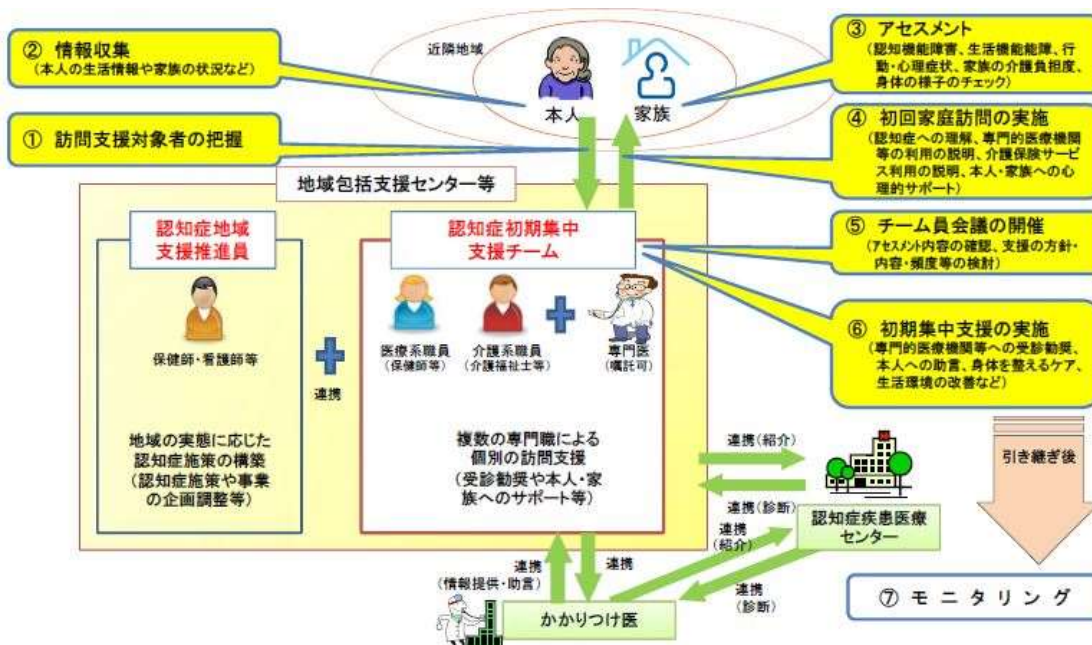 ② 情報収集
(本人の生活情報や家族の状況など)
① 訪問支援対象者の把握
近隣地域
本人
家族
③ アセスメント
(認知機能障害、生活機能能障、行
動・心理症状、家族の介護負担度、
身体の様子のチェック)
④ 初回家庭訪問の実施
(認知症への理解、専門的医療機関
等の利用の説明、介護保険サービ
ス利用の説明、本人・家族への心
理的サポート)
⑤ チーム員会議の開催
(アセスメント内容の確認、支援の方針・
内容・頻度等の検討)
⑥ 初期集中支援の実施
(専門的医療機関等への受診勧奨、
本人への助言、身体を整えるケア、
生活環境の改善など)
地域包括支援センター等
認知症地域
支援推進員
保健師・看護師等
地域の実態に応じた
認知症施策の構築
(認知症施策や事業
の企画調整等)
連携
認知症初期集中
支援チーム
医療系職員
(保健師等)
介護系職員
(介護福祉士等)
専門医
(嘱託可)
複数の専門職による
個別の訪問支援
(受診勧奨や本人・家
族へのサポート等)
連携(紹介)
連携(診断)
認知症疾患医療
センター
連携
(紹介)
連携
(診断)
連携
(情報提供・助言)
連携
かかりつけ医
引き継ぎ後
⑦ モニタリング